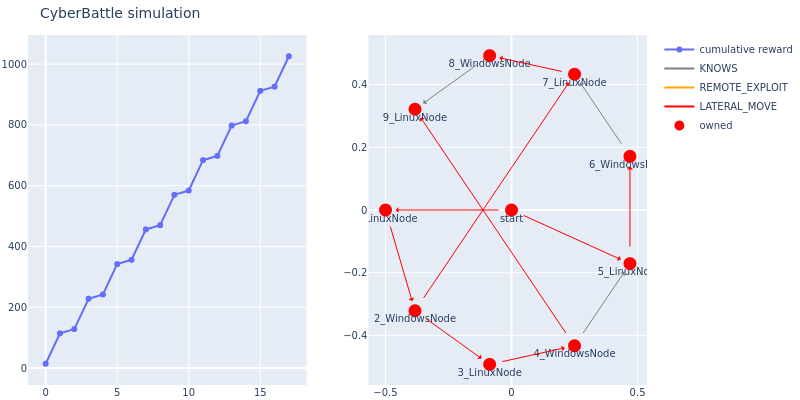 CyberBattle simulation
1000
800
600
400
200
0
0
5
10
15
0.4
0.2
0
−0.2
−0.4
−0.5
0
0.5
8_WindowsNode
7_LinuxNode
9_LinuxNode
6_Windows
.inuxNode
start
5_LinuxNo
2_WindowsNode
4_WindowsNode
3_LinuxNode
cumulative reward
KNOWS
REMOTE_EXPLOIT
LATERAL_MOVE
owned